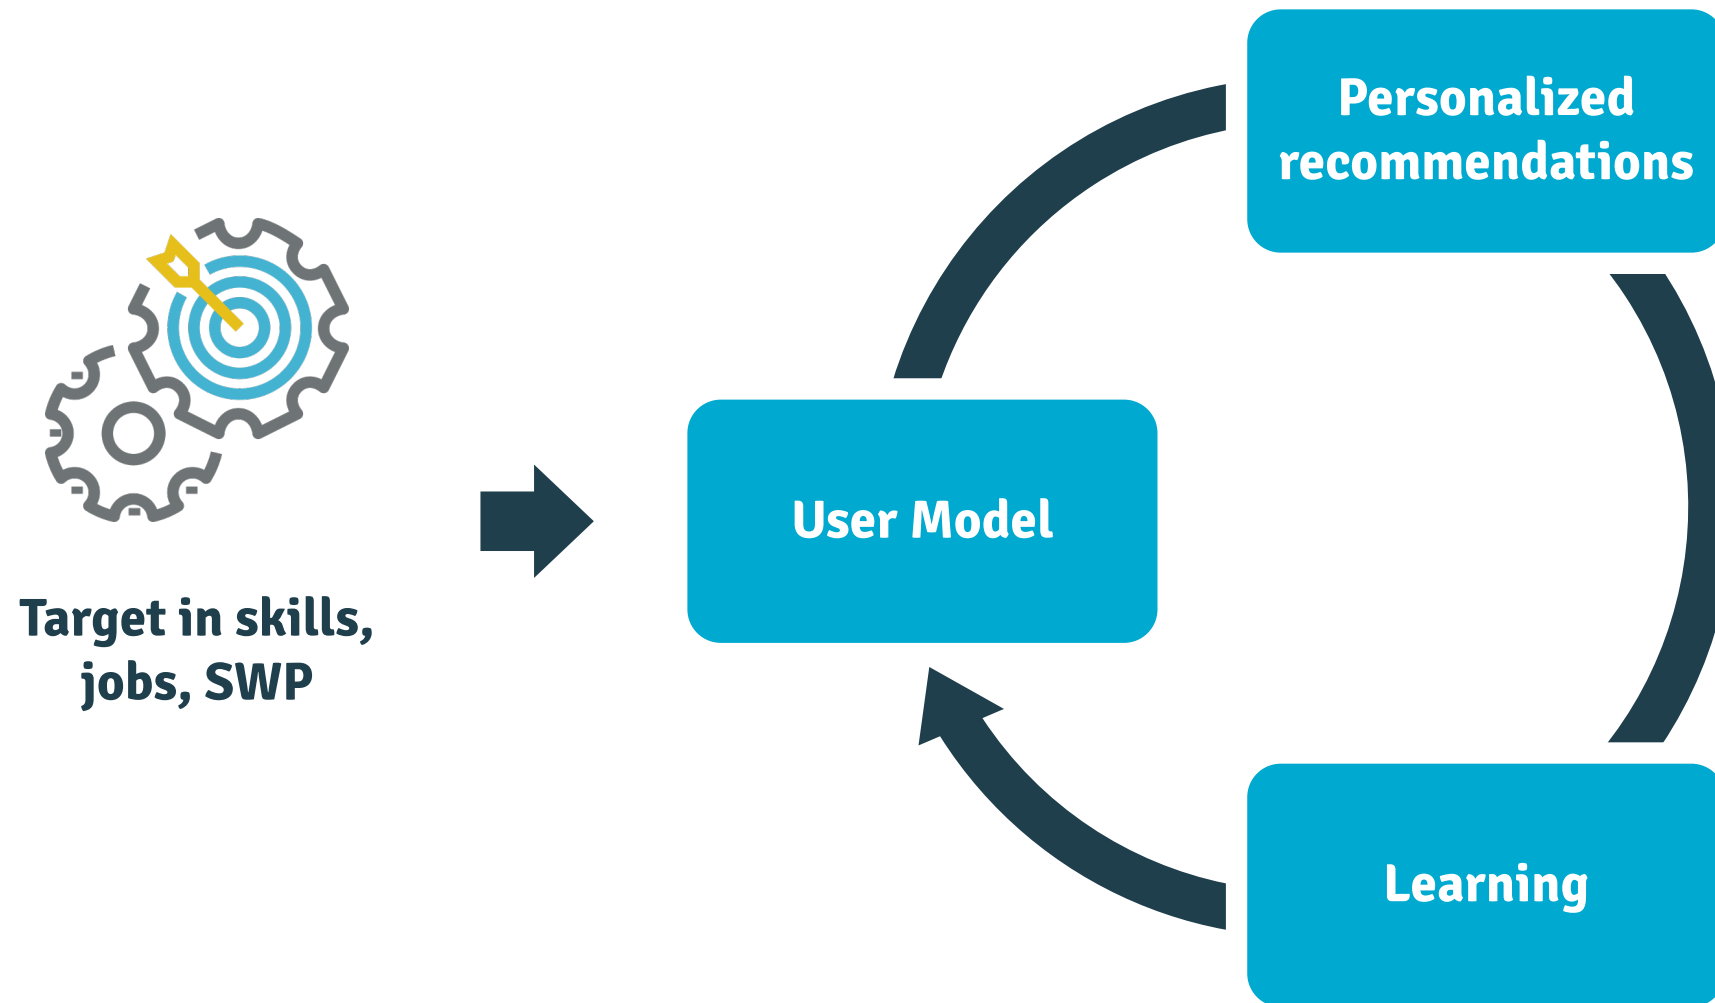 Personalized
recommendations
User Model
Target in skills,
jobs, SWP
Learning